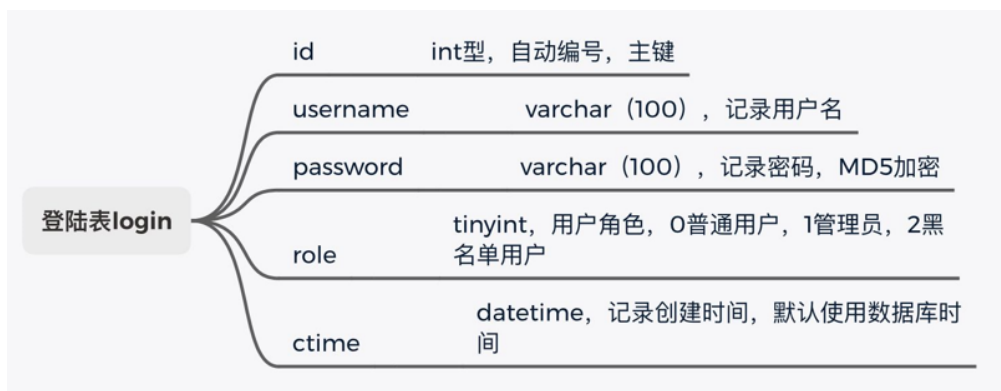 id int型，自动编号，主键
username varchar（100），记录用户名
password varchar（100），记录密码，MD5加密
登陆表login
tinyint，用户角色，0普通用户，1管理员，2黑
role 名单用户
datetime，记录创建时间，默认使用数据库时
ctime 间